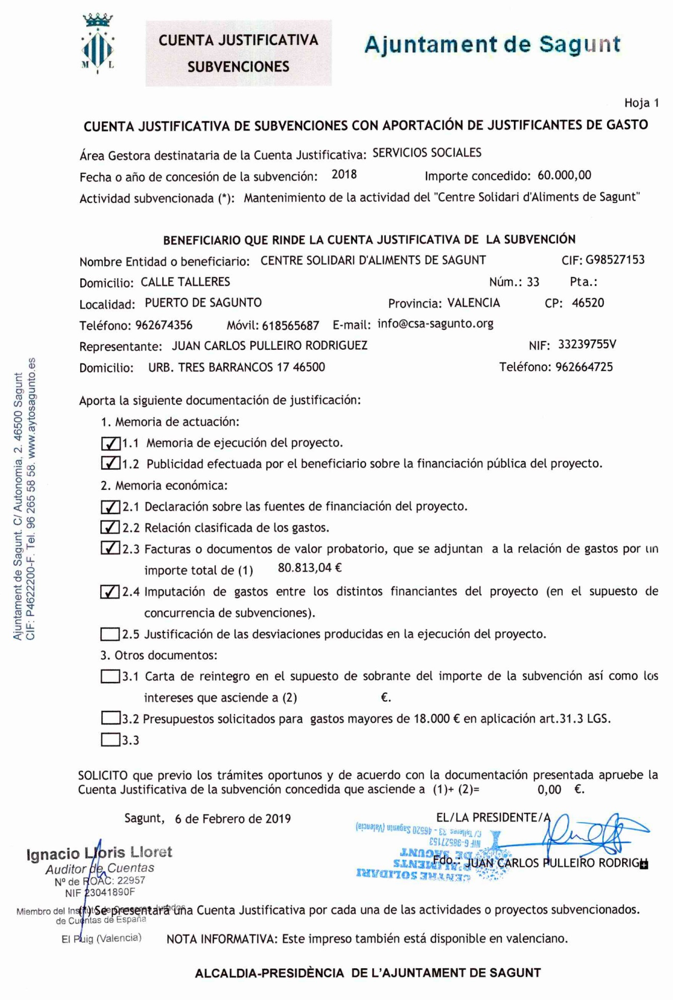 M L
CUENTA JUSTIFICATIVA
SUBVENCIONES
Ajuntament de Sagunt
Hoja 1
CUENTA JUSTIFICATIVA DE SUBVENCIONES CON APORTACIÓN DE JUSTIFICANTES DE GASTO
Área Gestora destinataria de la Cuenta Justificativa: SERVICIOS SOCIALES
Fecha o año de concesión de la subvención: 2018 Importe concedido: 60.000,00
Actividad subvencionada (*): Mantenimiento de la actividad del "Centre Solidari d'Aliments de Sagunt"
BENEFICIARIO QUE RINDE LA CUENTA JUSTIFICATIVA DE LA SUBVENCIÓN
Nombre Entidad o beneficiario: CENTRE SOLIDARI D'ALIMENTS DE SAGUNT CIF: G98527153
Domicilio: CALLE TALLERES Núm.: 33 Pta.:
Localidad: PUERTO DE SAGUNTO Provincia: VALENCIA CP: 46520
Teléfono: 962674356 Móvil: 618565687 E-mail: info@csa-sagunto.org
Representante: JUAN CARLOS PULLEIRO RODRIGUEZ NIF: 33239755V
Domicilio: URB. TRES BARRANCOS 17 46500 Teléfono: 962664725
Aporta la siguiente documentación de justificación:
1. Memoria de actuación:
1.1 Memoria de ejecución del proyecto.
1.2 Publicidad efectuada por el beneficiario sobre la financiación pública del proyecto.
2. Memoria económica:
2.1 Declaración sobre las fuentes de financiación del proyecto.
2.2 Relación clasificada de los gastos.
2.3 Facturas o documentos de valor probatorio, que se adjuntan a la relación de gastos por un
importe total de (1) 80.813,04 €
2.4 Imputación de gastos entre los distintos financiantes del proyecto (en el supuesto de
concurrencia de subvenciones).
2.5 Justificación de las desviaciones producidas en la ejecución del proyecto.
3. Otros documentos:
3.1 Carta de reintegro en el supuesto de sobrante del importe de la subvención así como los
intereses que asciende a (2) €.
3.2 Presupuestos solicitados para gastos mayores de 18.000 € en aplicación art.31.3 LGS.
3.3
SOLICITO que previo los trámites oportunos y de acuerdo con la documentación presentada apruebe la
Cuenta Justificativa de la subvención concedida que asciende a (1)+ (2)= 0,00 €.
Sagunt, 6 de Febrero de 2019
EL/LA PRESIDENTE/A
Fdo.: JUAN CARLOS PULLEIRO RODRIGU
CENTRE SOLIDARI
D'ALIMENTS
DE SAGUNT
NIF G-98527153
C/ Talleres 33 - 46520 Sagunto (Valencia)
Ignacio Lloris Lloret
Auditor de Cuentas
Nº de ROAC: 22957
NIF 23041890F
Miembro del Instituto de Censores Jurados
de Cuentas de España
El Puig (Valencia)
(*) Se presentará una Cuenta Justificativa por cada una de las actividades o proyectos subvencionados.
NOTA INFORMATIVA: Este impreso también está disponible en valenciano.
ALCALDIA-PRESIDÈNCIA DE L'AJUNTAMENT DE SAGUNT
Ajuntament de Sagunt. C/ Autonomia, 2. 46500 Sagunt
CIF: P4622200-F. Tel. 96 265 58 58. www.aytosagunto.es